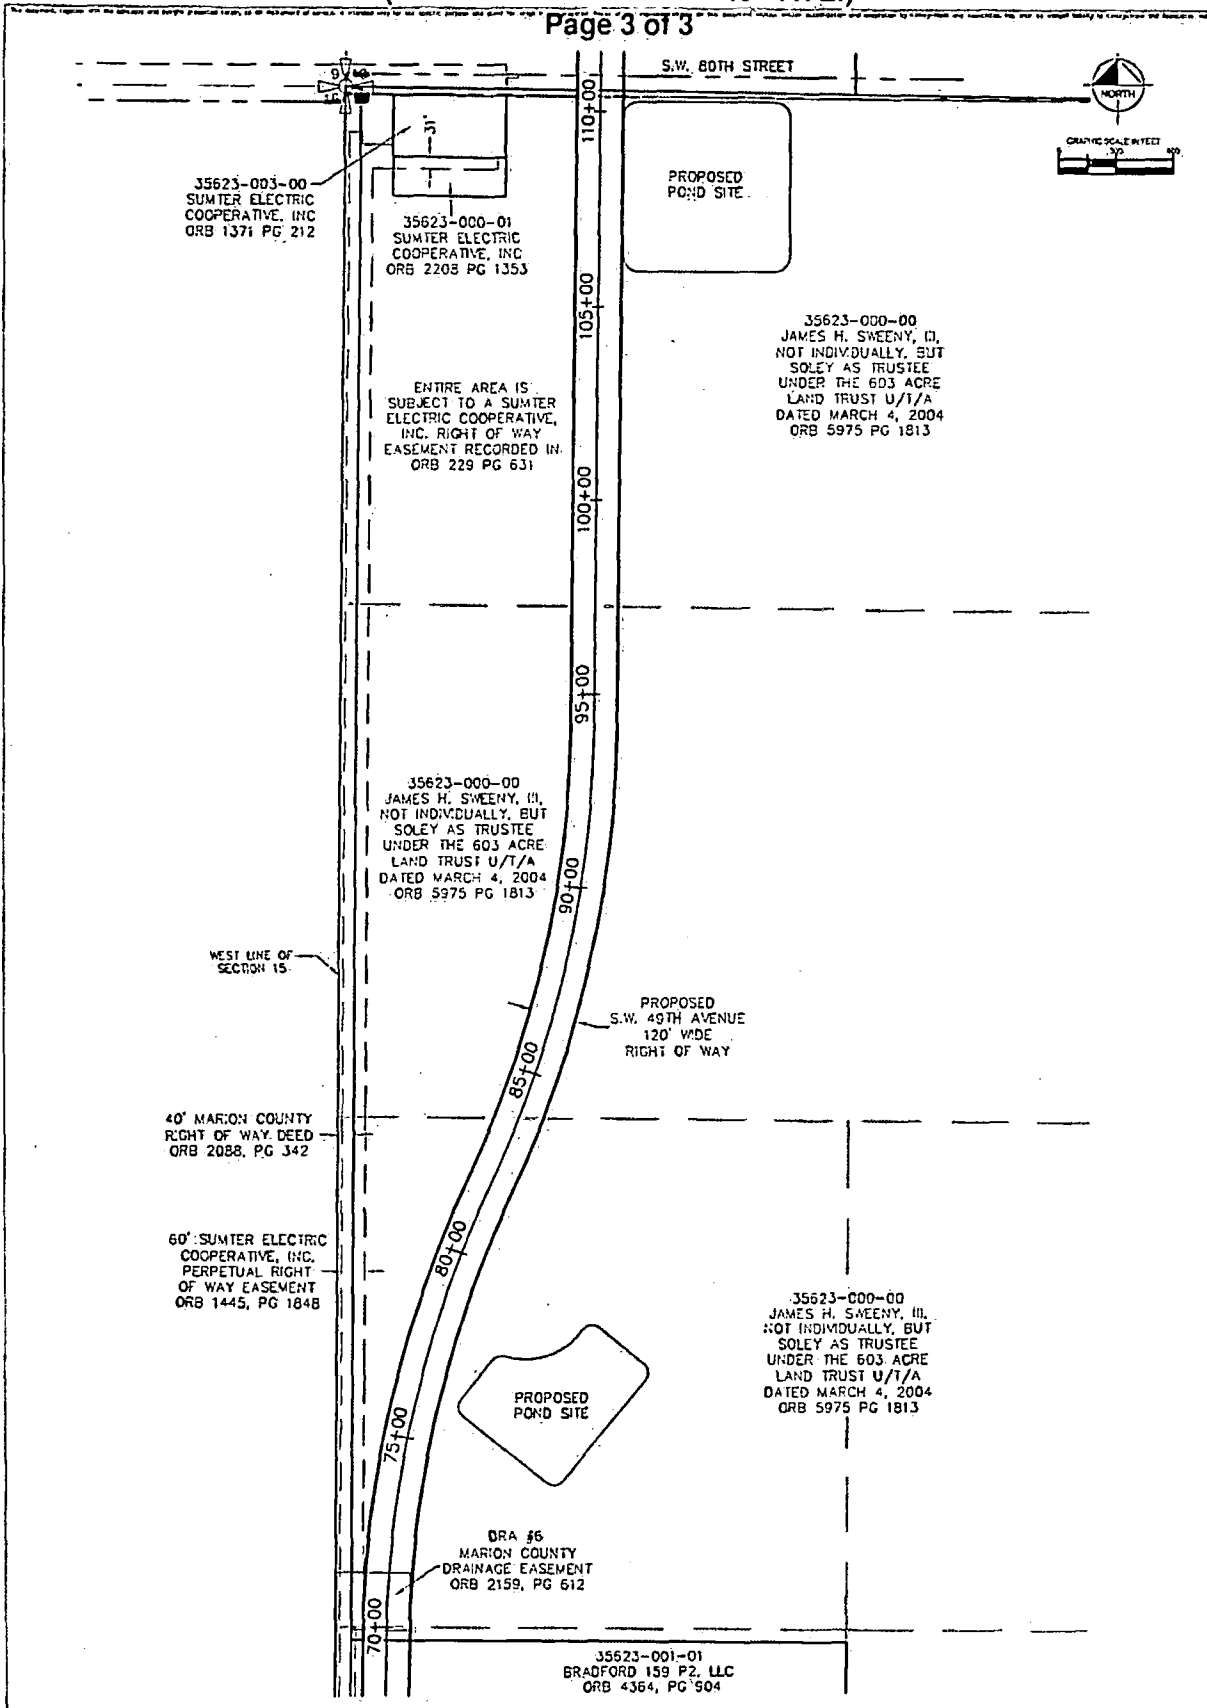 Page 3 of 3
S.W. 80TH STREET
NORTH
GRAPHIC SCALE IN FEET
110+00
31'
PROPOSED
POND SITE
35623-003-00
SUMTER ELECTRIC
COOPERATIVE, INC
ORB 1371 PG 212
35623-000-01
SUMTER ELECTRIC
COOPERATIVE, INC
ORB 2203 PG 1353
105+00
35623-000-00
JAMES H. SWEENY, III,
NOT INDIVIDUALLY, BUT
SOLEY AS TRUSTEE
UNDER THE 603 ACRE
LAND TRUST U/T/A
DATED MARCH 4, 2004
ORB 5975 PG 1813
ENTIRE AREA IS
SUBJECT TO A SUMTER
ELECTRIC COOPERATIVE,
INC. RIGHT OF WAY
EASEMENT RECORDED IN
ORB 229 PG 631
100+00
95+00
35623-000-00
JAMES H. SWEENY, III,
NOT INDIVIDUALLY, BUT
SOLEY AS TRUSTEE
UNDER THE 603 ACRE
LAND TRUST U/T/A
DATED MARCH 4, 2004
ORB 5975 PG 1813
90+00
WEST LINE OF
SECTION 15
PROPOSED
S.W. 49TH AVENUE
120' WIDE
RIGHT OF WAY
85+00
40' MARION COUNTY
RIGHT OF WAY DEED
ORB 2088, PG 342
80+00
60' SUMTER ELECTRIC
COOPERATIVE, INC.
PERPETUAL RIGHT
OF WAY EASEMENT
ORB 1445, PG 1848
35623-000-00
JAMES H. SWEENY, III,
NOT INDIVIDUALLY, BUT
SOLEY AS TRUSTEE
UNDER THE 603 ACRE
LAND TRUST U/T/A
DATED MARCH 4, 2004
ORB 5975 PG 1813
PROPOSED
POND SITE
75+00
DRA #6
MARION COUNTY
DRAINAGE EASEMENT
ORB 2159, PG 612
70+00
35623-001-01
BRADFORD 159 P2, LLC
ORB 4364, PG 904